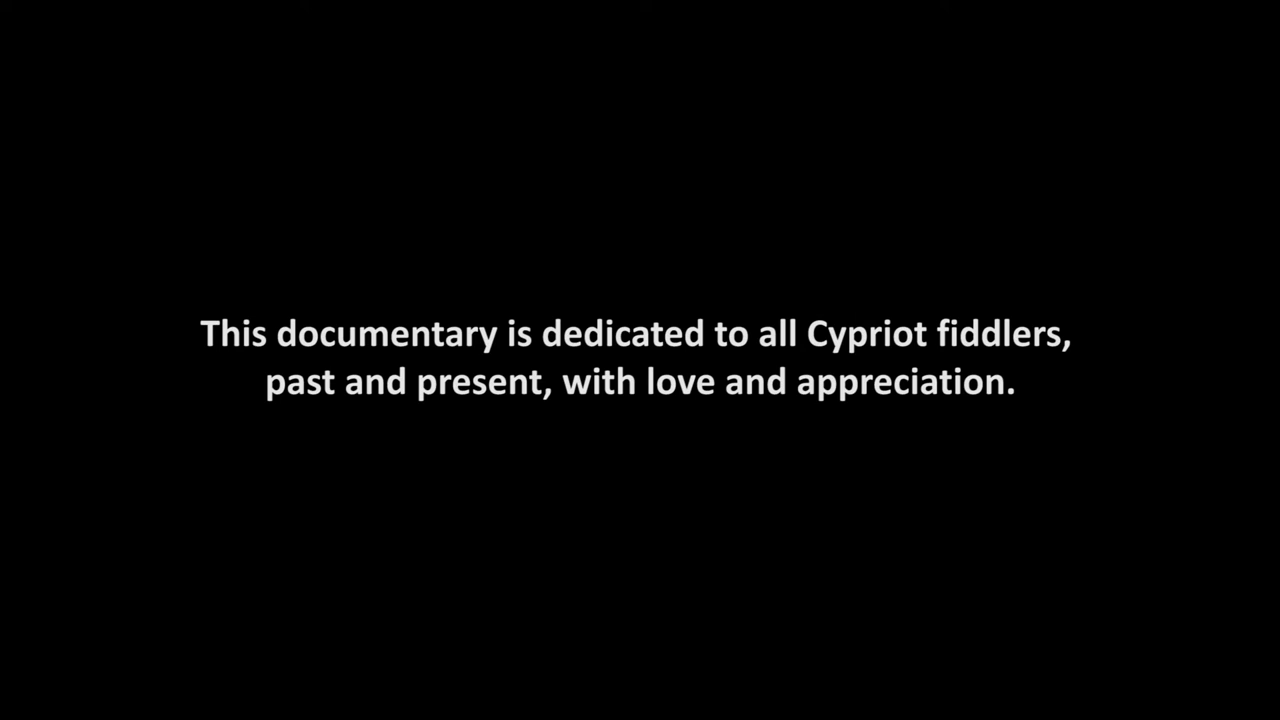 This documentary is dedicated to all Cypriot fiddlers,
past and present, with love and appreciation.